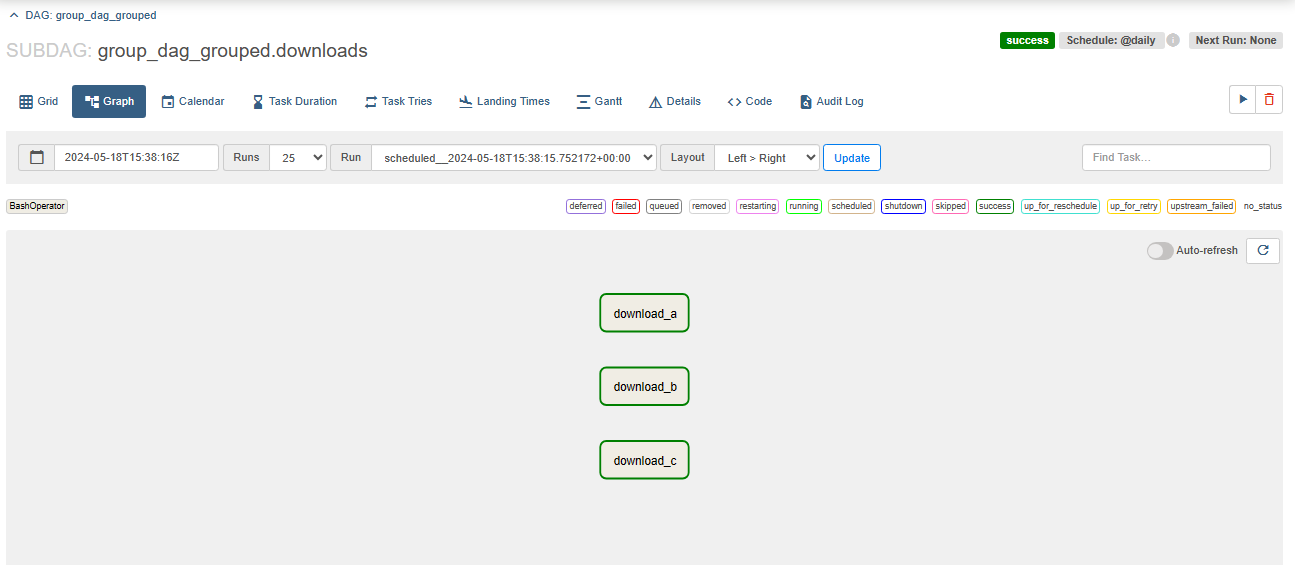 DAG: group_dag_grouped
SUBDAG: group_dag_grouped.downloads
success Schedule: @daily i Next Run: None
Grid Graph Calendar Task Duration Task Tries Landing Times Gantt Details Code Audit Log
2024-05-18T15:38:16Z Runs 25 Run scheduled__2024-05-18T15:38:15.752172+00:00 Layout Left > Right Update Find Task...
BashOperator deferred failed queued removed restarting running scheduled shutdown skipped success up_for_reschedule up_for_retry upstream_failed no_status
Auto-refresh
download_a
download_b
download_c